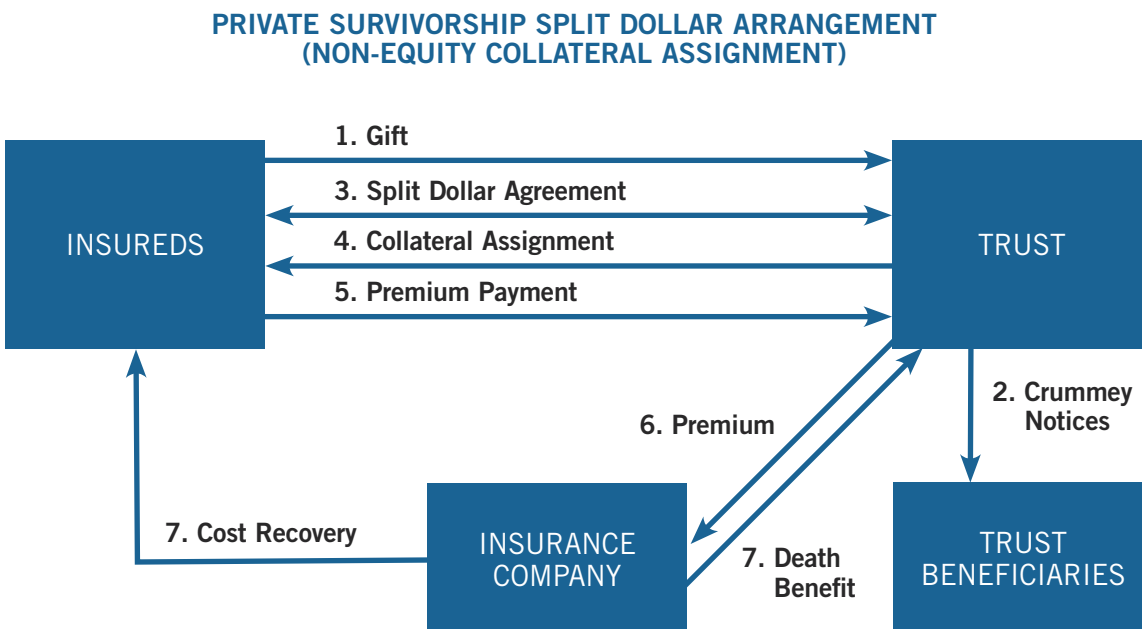 PRIVATE SURVIVORSHIP SPLIT DOLLAR ARRANGEMENT
(NON-EQUITY COLLATERAL ASSIGNMENT)
1. Gift
3. Split Dollar Agreement
INSUREDS
TRUST
4. Collateral Assignment
5. Premium Payment
2. Crummey
Notices
6. Premium
7. Cost Recovery
INSURANCE
COMPANY
7. Death
Benefit
TRUST
BENEFICIARIES